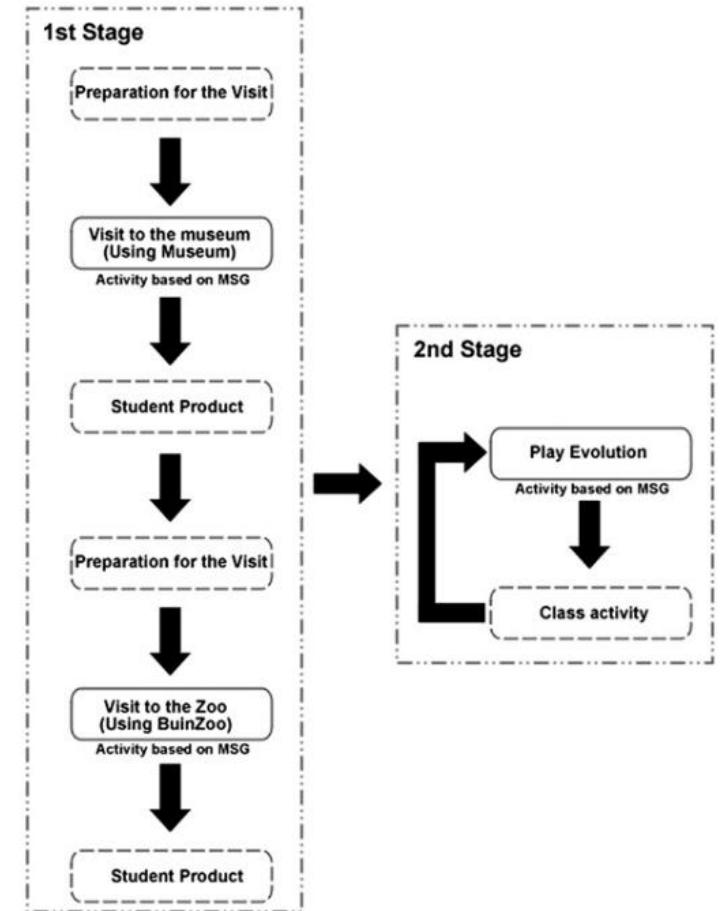 1st Stage
Preparation for the Visit
Visit to the museum
(Using Museum)
Activity based on MSG
Student Product
Preparation for the Visit
Visit to the Zoo
(Using BuinZoo)
Activity based on MSG
Student Product
2nd Stage
Play Evolution
Activity based on MSG
Class activity